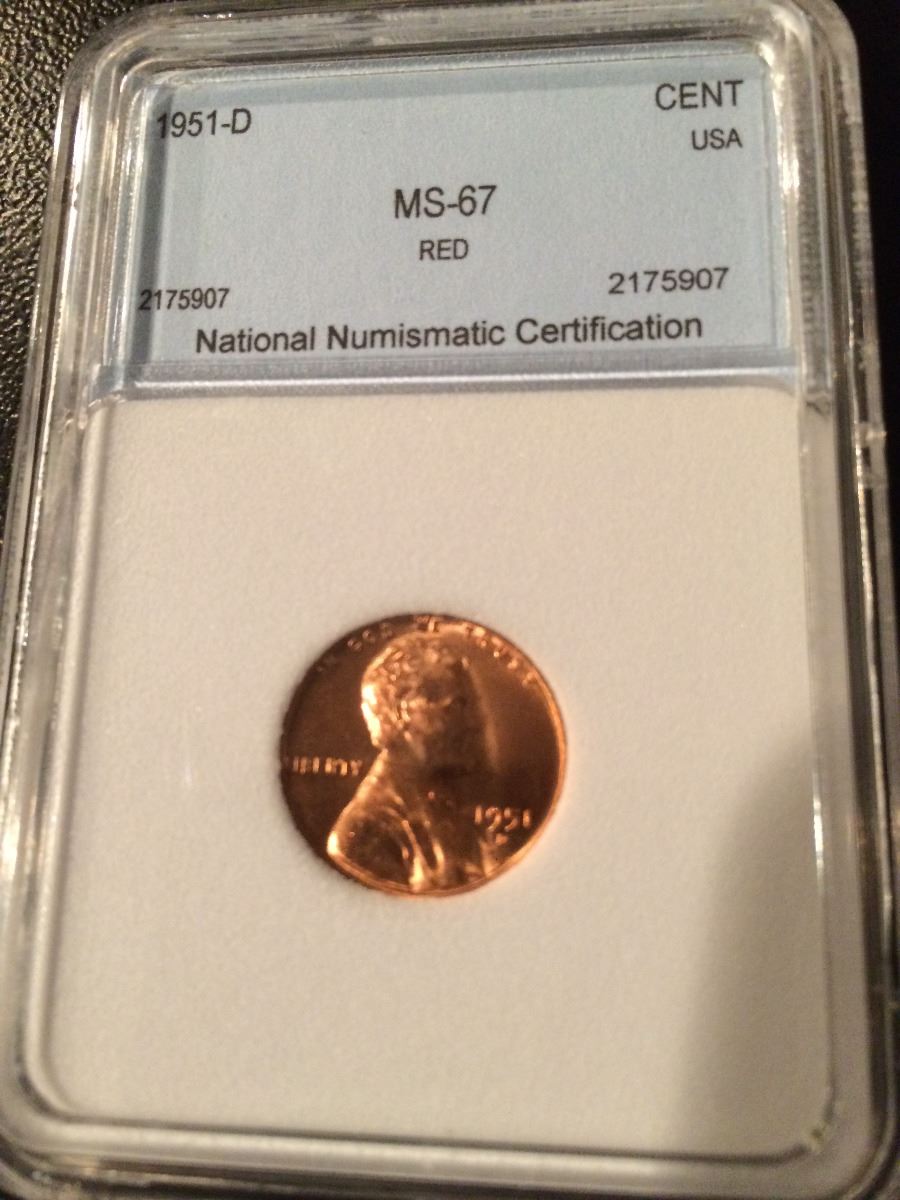 1951-D
CENT
USA
MS-67
RED
2175907
2175907
National Numismatic Certification
LIBERTY
1951